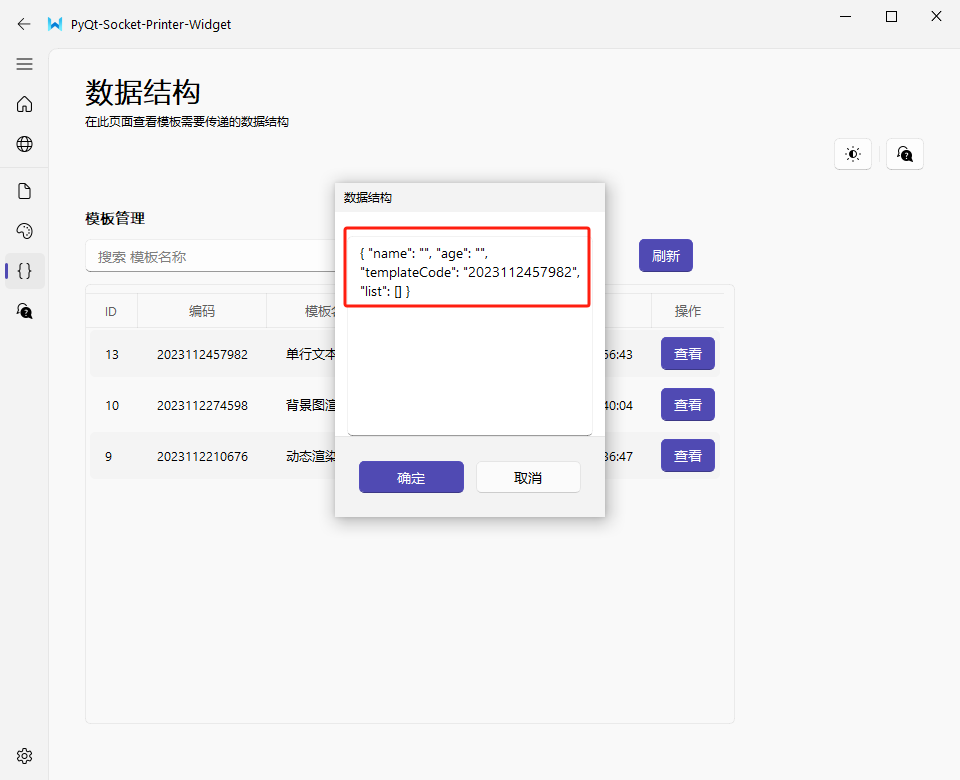 PyQt-Socket-Printer-Widget
数据结构
在此页面查看模板需要传递的数据结构
模板管理
搜索 模板名称
刷新
ID 编码 模板 操作
13 2023112457982 单行文本 56:43 查看
10 2023112274598 背景图 40:04 查看
9 2023112210676 动态渲染 36:47 查看
数据结构
{ "name": "", "age": "",
"templateCode": "2023112457982",
"list": [] }
确定
取消